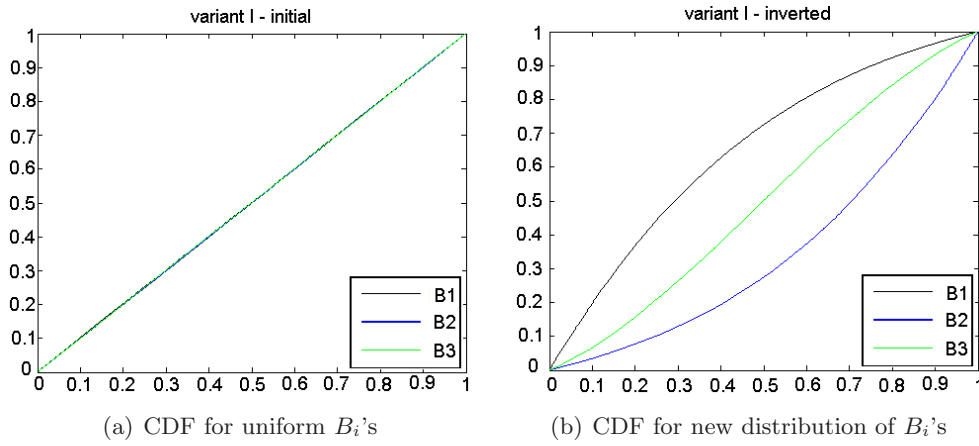 variant I - initial
1
0.9
0.8
0.7
0.6
0.5
0.4
0.3
0.2
0.1
0
0 0.1 0.2 0.3 0.4 0.5 0.6 0.7 0.8 0.9 1
B1
B2
B3
(a) CDF for uniform Bᵢ's
variant I - inverted
1
0.9
0.8
0.7
0.6
0.5
0.4
0.3
0.2
0.1
0
0 0.1 0.2 0.3 0.4 0.5 0.6 0.7 0.8 0.9 1
B1
B2
B3
(b) CDF for new distribution of Bᵢ's